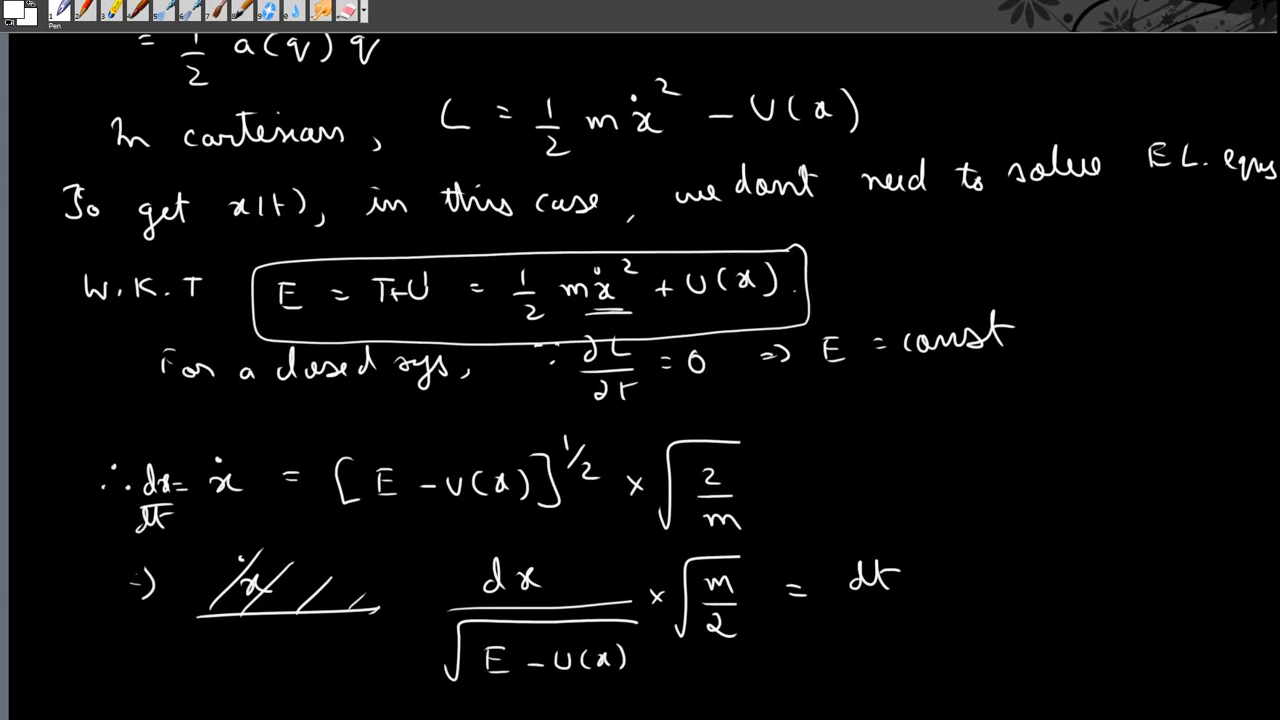 = 1/2 a(q) q
In cartesian, L = 1/2 mẋ² - U(x)
To get x(t), in this case, we dont need to solve E L. equs
W.K.T E = T+U = 1/2 mẋ² + U(x).
For a closed sys, ∵ ∂L/∂t = 0 ⇒ E = const
∴ dx/dt = ẋ = [E - U(x)]^1/2 × √(2/m)
⇒ dx/√(E - U(x)) × √(m/2) = dt